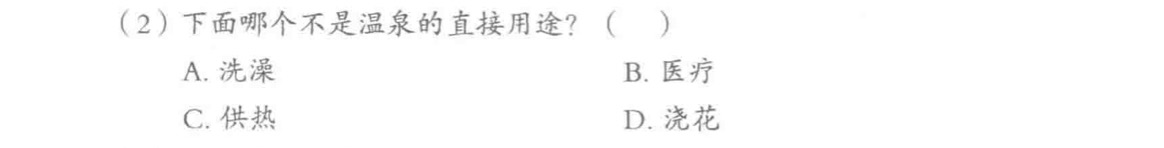 （2）下面哪个不是温泉的直接用途？（ ）
A. 洗澡 B. 医疗
C. 供热 D. 浇花